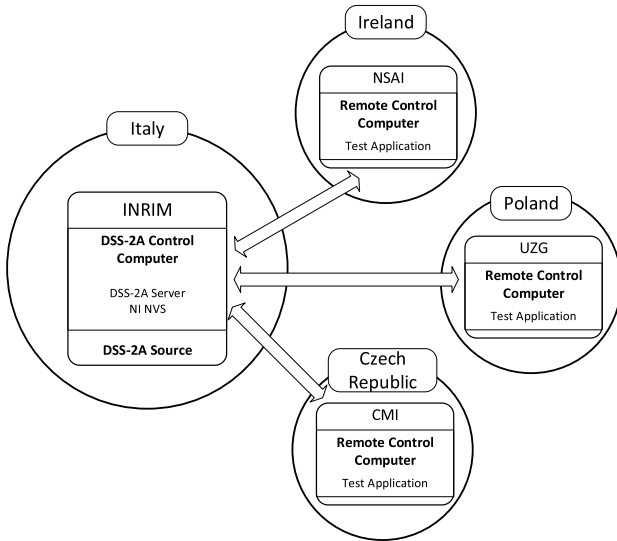 Ireland
NSAI
Remote Control
Computer
Test Application
Italy
INRIM
DSS-2A Control
Computer
DSS-2A Server
NI NVS
DSS-2A Source
Poland
UZG
Remote Control
Computer
Test Application
Czech
Republic
CMI
Remote Control
Computer
Test Application